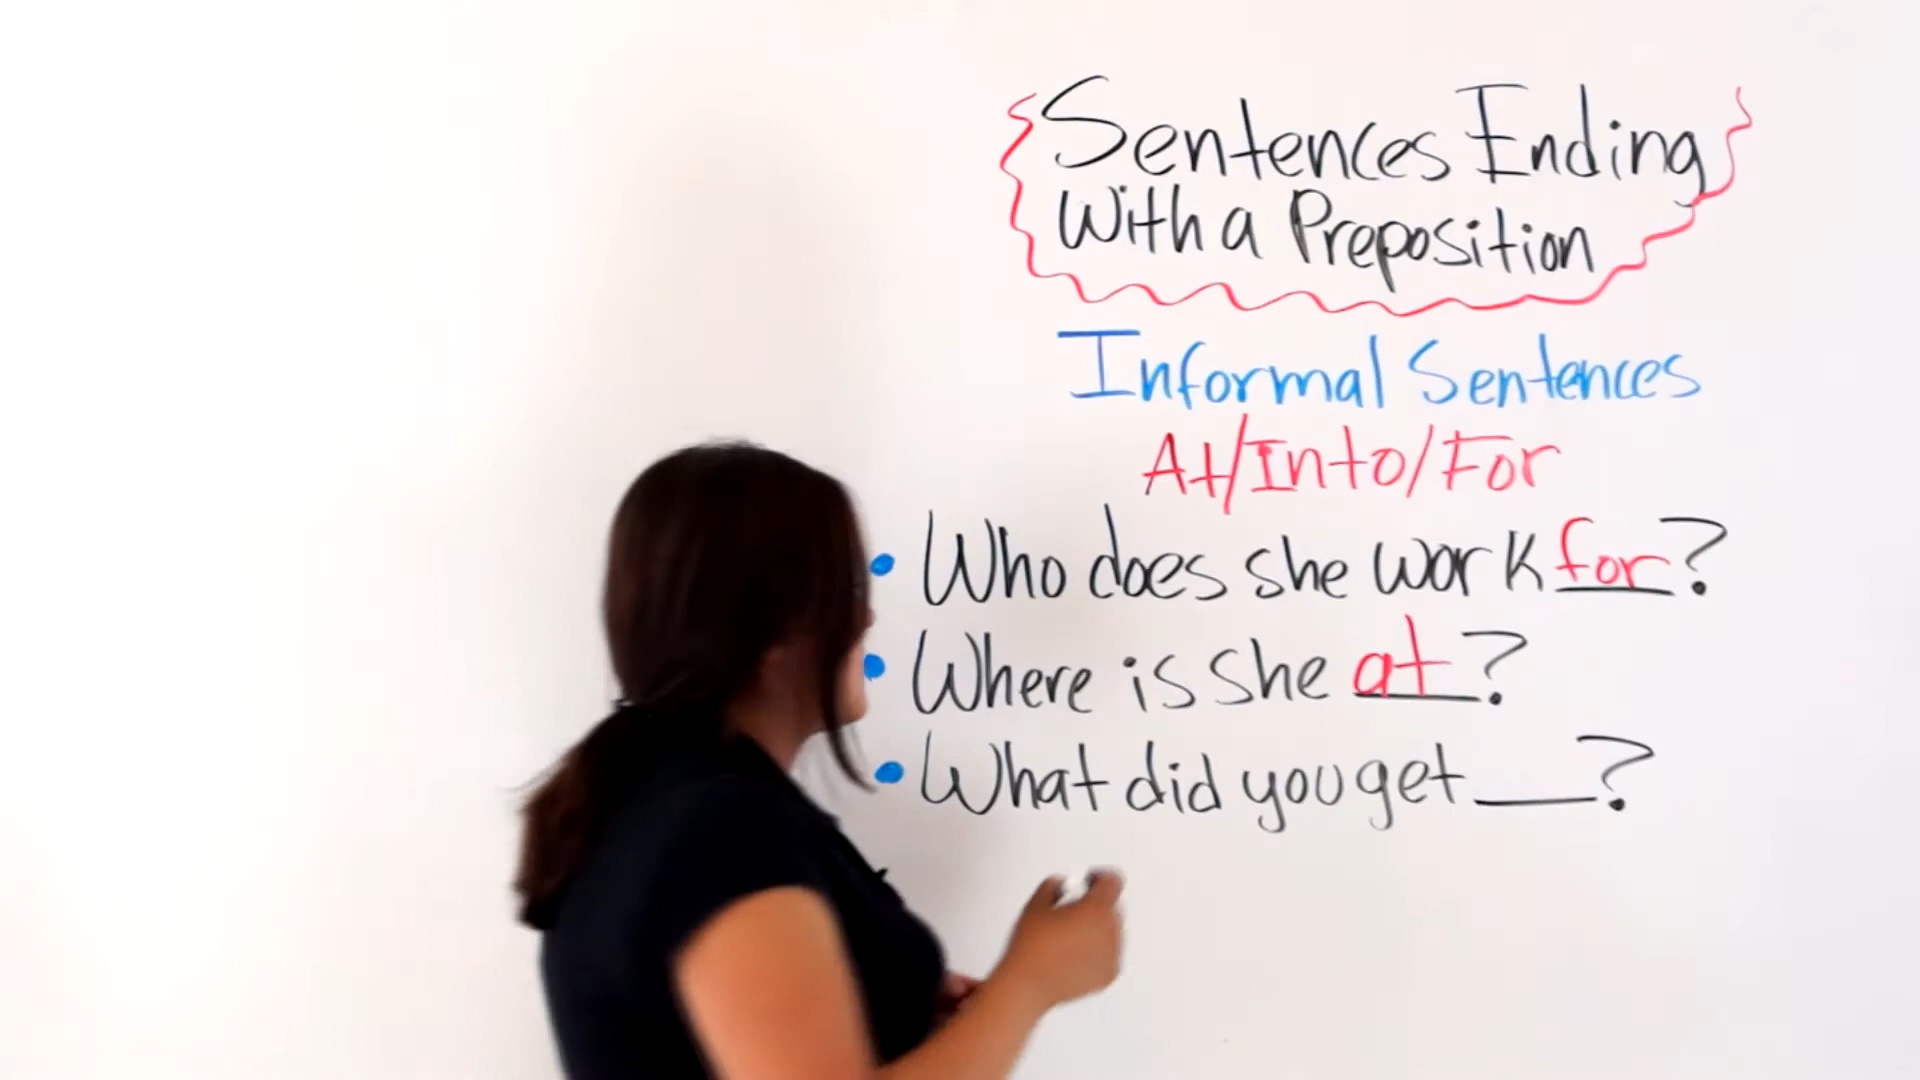 Sentences Ending
With a Preposition
Informal Sentences
At/Into/For
• Who does she work for?
• Where is she at?
• What did you get ___?